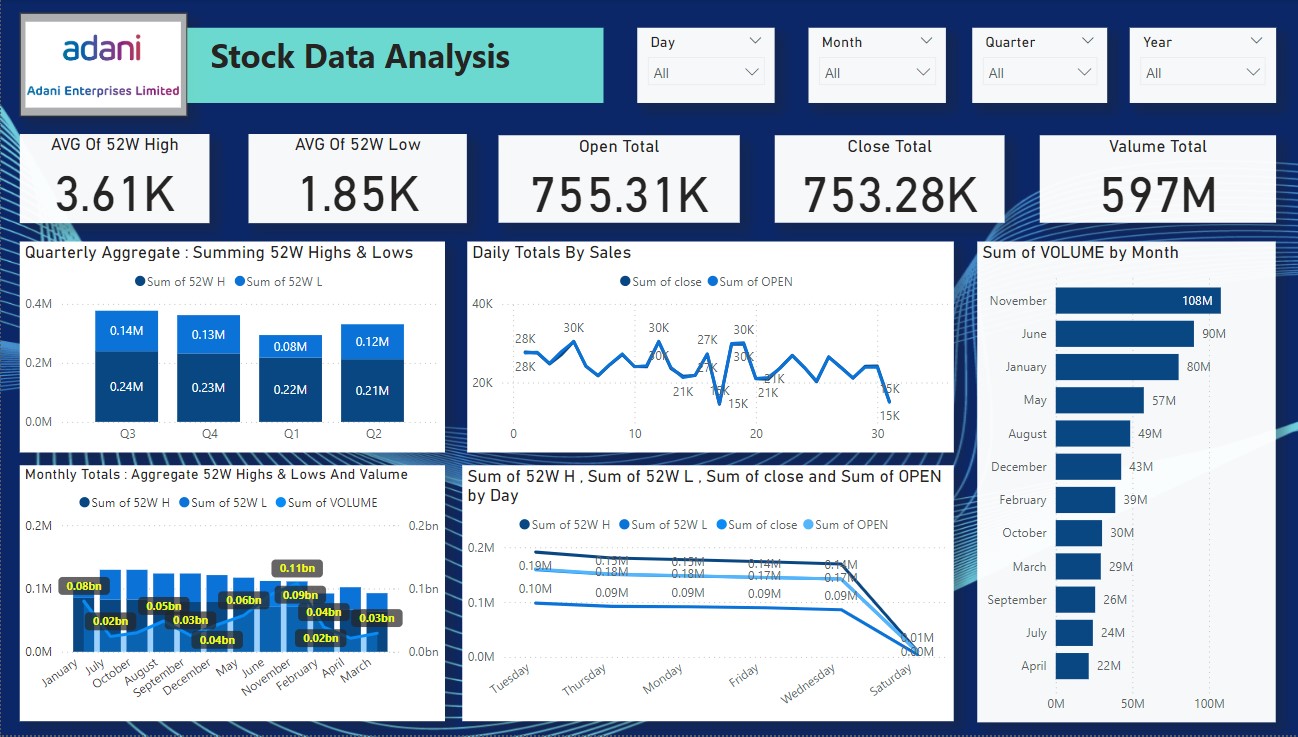 adani
Adani Enterprises Limited
Stock Data Analysis
Day
All
Month
All
Quarter
All
Year
All
AVG Of 52W High
3.61K
AVG Of 52W Low
1.85K
Open Total
755.31K
Close Total
753.28K
Valume Total
597M
Quarterly Aggregate : Summing 52W Highs & Lows
Sum of 52W H Sum of 52W L
0.4M
0.2M
0.0M
0.14M 0.13M 0.08M 0.12M
0.24M 0.23M 0.22M 0.21M
Q3 Q4 Q1 Q2
Daily Totals By Sales
Sum of close Sum of OPEN
40K
20K
28K 30K 30K 27K 30K
28K 30K 27K 30K
21K 15K 15K 21K 21K 15K 15K
0 10 20 30
Sum of VOLUME by Month
November 108M
June 90M
January 80M
May 57M
August 49M
December 43M
February 39M
October 30M
March 29M
September 26M
July 24M
April 22M
0M 50M 100M
Monthly Totals : Aggregate 52W Highs & Lows And Valume
Sum of 52W H Sum of 52W L Sum of VOLUME
0.2M
0.1M
0.0M
0.2bn
0.1bn
0.0bn
0.08bn 0.02bn 0.05bn 0.03bn 0.04bn 0.06bn 0.09bn 0.11bn 0.04bn 0.02bn 0.03bn
January July October August September December May June November February April March
Sum of 52W H , Sum of 52W L , Sum of close and Sum of OPEN
by Day
Sum of 52W H Sum of 52W L Sum of close Sum of OPEN
0.2M
0.1M
0.0M
0.19M 0.15M 0.15M 0.14M 0.14M
0.18M 0.18M 0.17M 0.17M
0.10M 0.09M 0.09M 0.09M 0.09M
0.01M
0.00M
Tuesday Thursday Monday Friday Wednesday Saturday